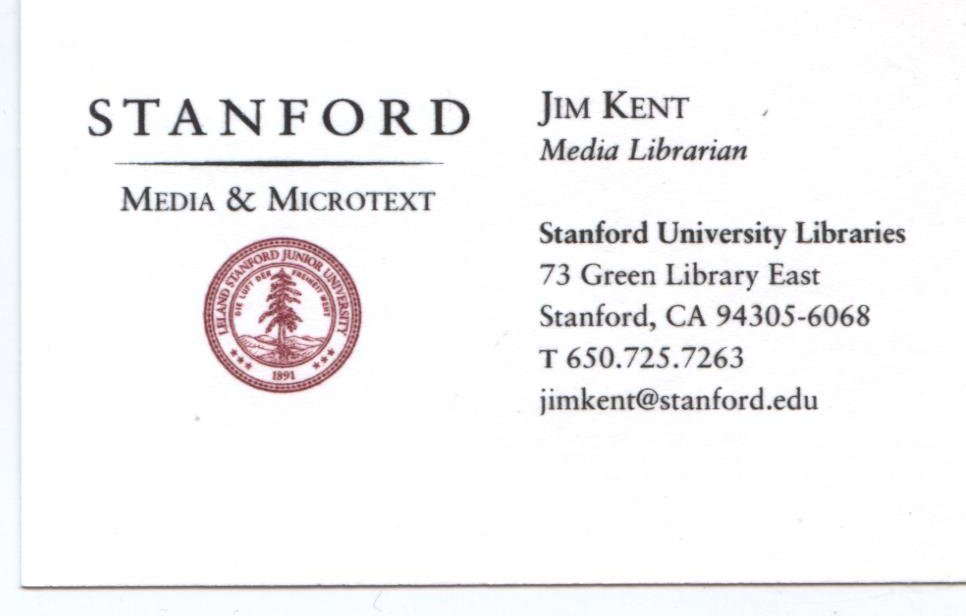 STANFORD
MEDIA & MICROTEXT
LELAND STANFORD JUNIOR UNIVERSITY
DIE LUFT DER FREIHEIT WEHT
1891
JIM KENT
Media Librarian
Stanford University Libraries
73 Green Library East
Stanford, CA 94305-6068
T 650.725.7263
jimkent@stanford.edu